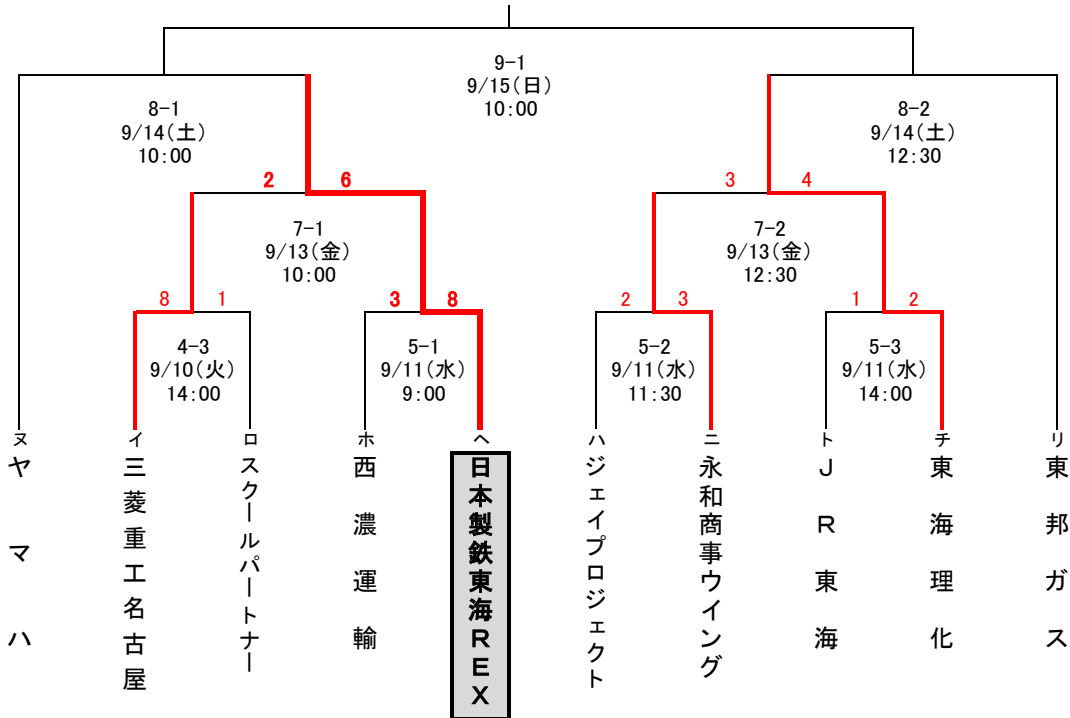 9-1
9/15(日)
10:00
8-1
9/14(土)
10:00
8-2
9/14(土)
12:30
2 6
3 4
7-1
9/13(金)
10:00
7-2
9/13(金)
12:30
8 1
3 8
2 3
1 2
4-3
9/10(火)
14:00
5-1
9/11(水)
9:00
5-2
9/11(水)
11:30
5-3
9/11(水)
14:00
ヌ
ヤマハ
イ
三菱重工名古屋
ロ
スクールパートナー
ホ
西濃運輸
ヘ
日本製鉄東海REX
ハ
ジェイプロジェクト
ニ
永和商事ウイング
ト
JR東海
チ
東海理化
リ
東邦ガス